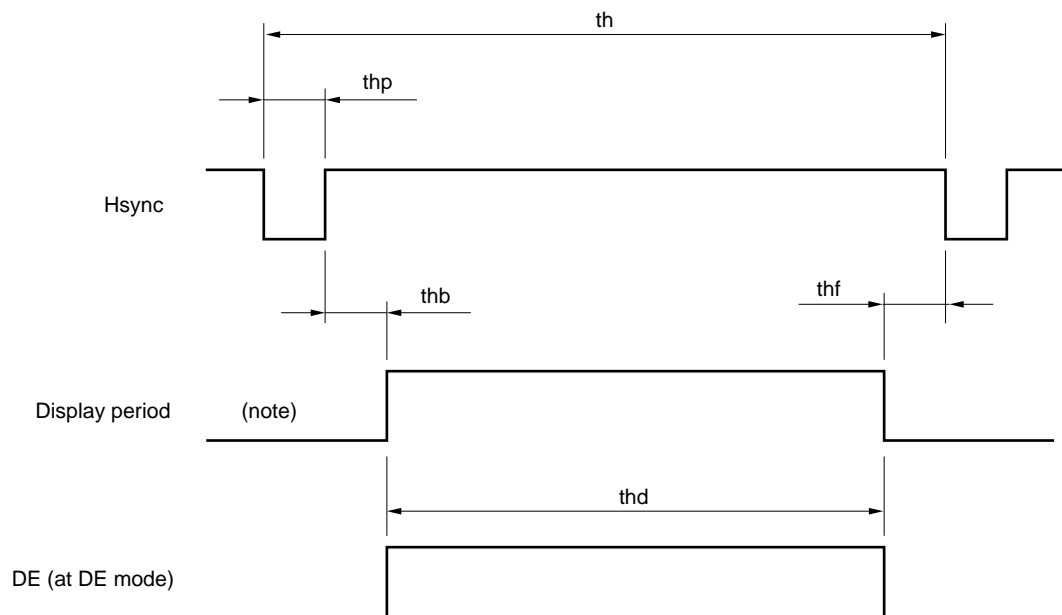 th
thp
Hsync
thb
thf
Display period (note)
thd
DE (at DE mode)